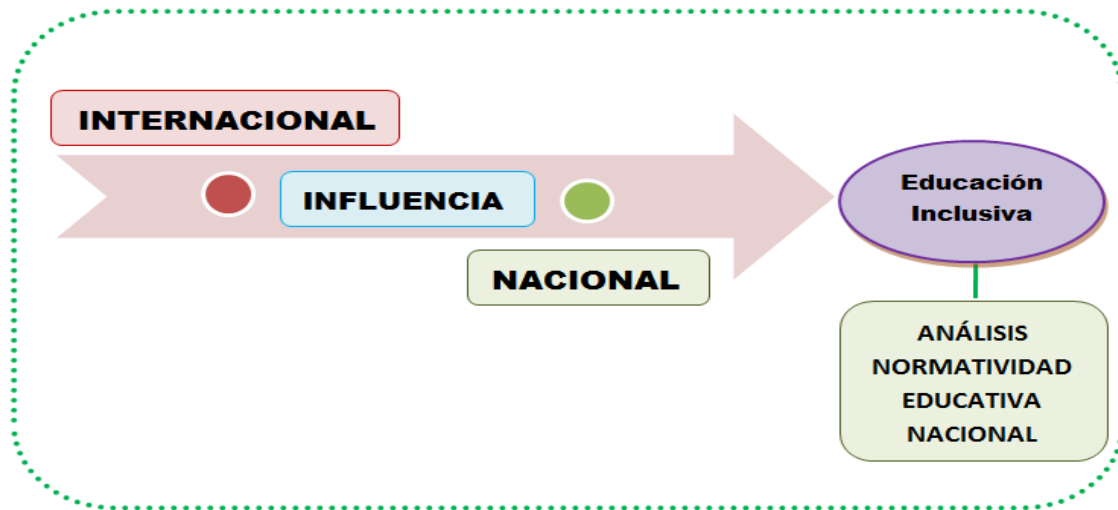 INTERNACIONAL
INFLUENCIA
NACIONAL
Educación
Inclusiva
ANÁLISIS
NORMATIVIDAD
EDUCATIVA
NACIONAL